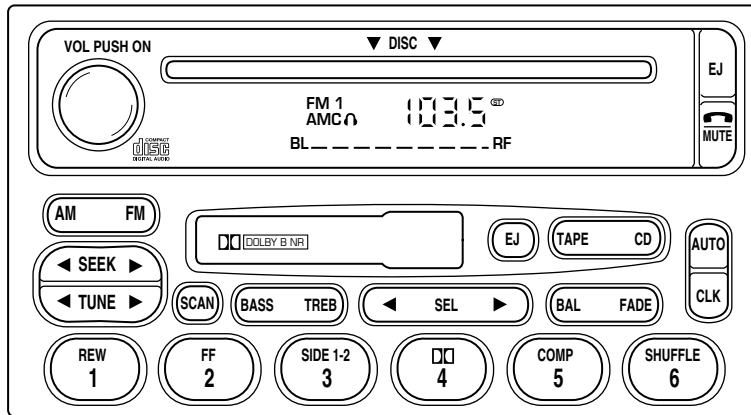 VOL PUSH ON
▼ DISC ▼
EJ
FM 1
103.5 ST
AMC
MUTE
COMPACT
disc
DIGITAL AUDIO
BL
RF
AM FM
DOLBY B NR
EJ
TAPE CD
AUTO
◄ SEEK ►
◄ TUNE ►
SCAN
BASS TREB
◄ SEL ►
BAL FADE
CLK
REW
1
FF
2
SIDE 1-2
3
4
COMP
5
SHUFFLE
6